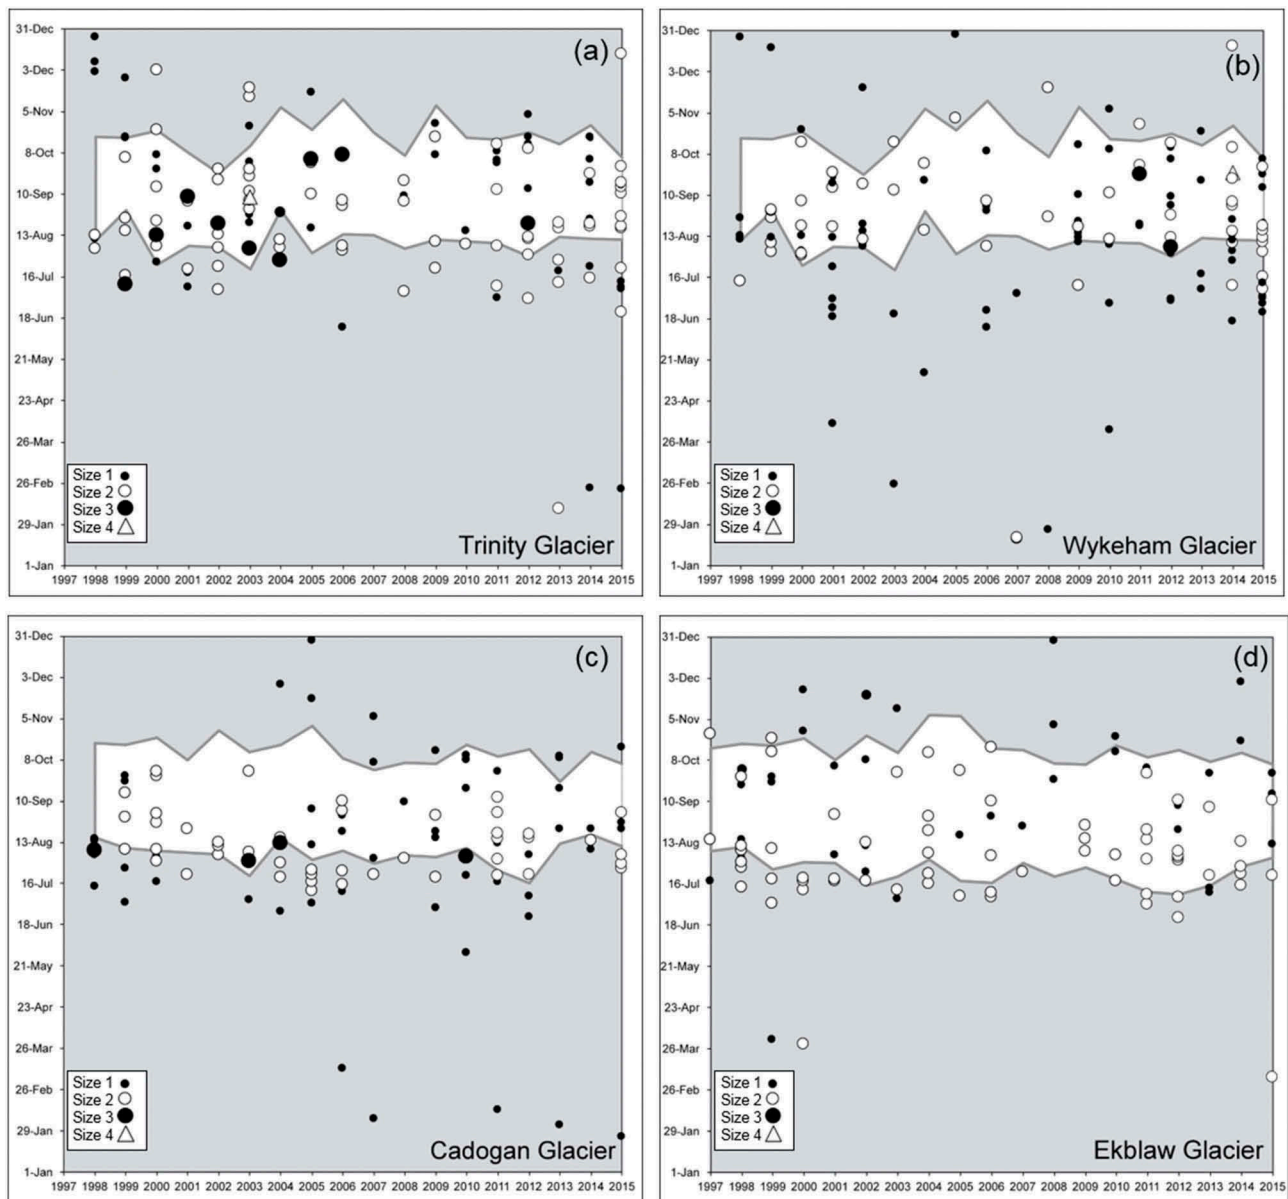 (a)
31-Dec
3-Dec
5-Nov
8-Oct
10-Sep
13-Aug
16-Jul
18-Jun
21-May
23-Apr
26-Mar
26-Feb
29-Jan
1-Jan
Size 1
Size 2
Size 3
Size 4
Trinity Glacier
1997 1998 1999 2000 2001 2002 2003 2004 2005 2006 2007 2008 2009 2010 2011 2012 2013 2014 2015
(b)
31-Dec
3-Dec
5-Nov
8-Oct
10-Sep
13-Aug
16-Jul
18-Jun
21-May
23-Apr
26-Mar
26-Feb
29-Jan
1-Jan
Size 1
Size 2
Size 3
Size 4
Wykeham Glacier
1997 1998 1999 2000 2001 2002 2003 2004 2005 2006 2007 2008 2009 2010 2011 2012 2013 2014 2015
(c)
31-Dec
3-Dec
5-Nov
8-Oct
10-Sep
13-Aug
16-Jul
18-Jun
21-May
23-Apr
26-Mar
26-Feb
29-Jan
1-Jan
Size 1
Size 2
Size 3
Size 4
Cadogan Glacier
1997 1998 1999 2000 2001 2002 2003 2004 2005 2006 2007 2008 2009 2010 2011 2012 2013 2014 2015
(d)
31-Dec
3-Dec
5-Nov
8-Oct
10-Sep
13-Aug
16-Jul
18-Jun
21-May
23-Apr
26-Mar
26-Feb
29-Jan
1-Jan
Size 1
Size 2
Size 3
Size 4
Ekblaw Glacier
1997 1998 1999 2000 2001 2002 2003 2004 2005 2006 2007 2008 2009 2010 2011 2012 2013 2014 2015